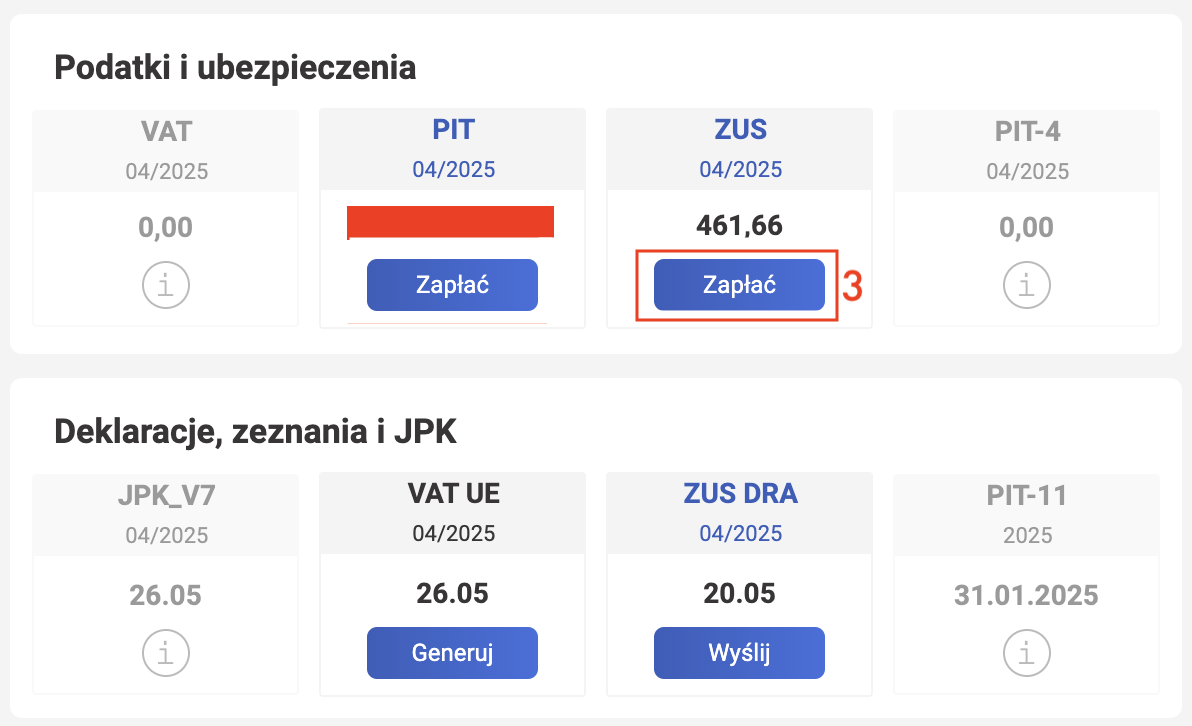 Podatki i ubezpieczenia
VAT
04/2025
0,00
i
PIT
04/2025
Zapłać
ZUS
04/2025
461,66
Zapłać
3
PIT-4
04/2025
0,00
i
Deklaracje, zeznania i JPK
JPK_V7
04/2025
26.05
i
VAT UE
04/2025
26.05
Generuj
ZUS DRA
04/2025
20.05
Wyślij
PIT-11
2025
31.01.2025
i